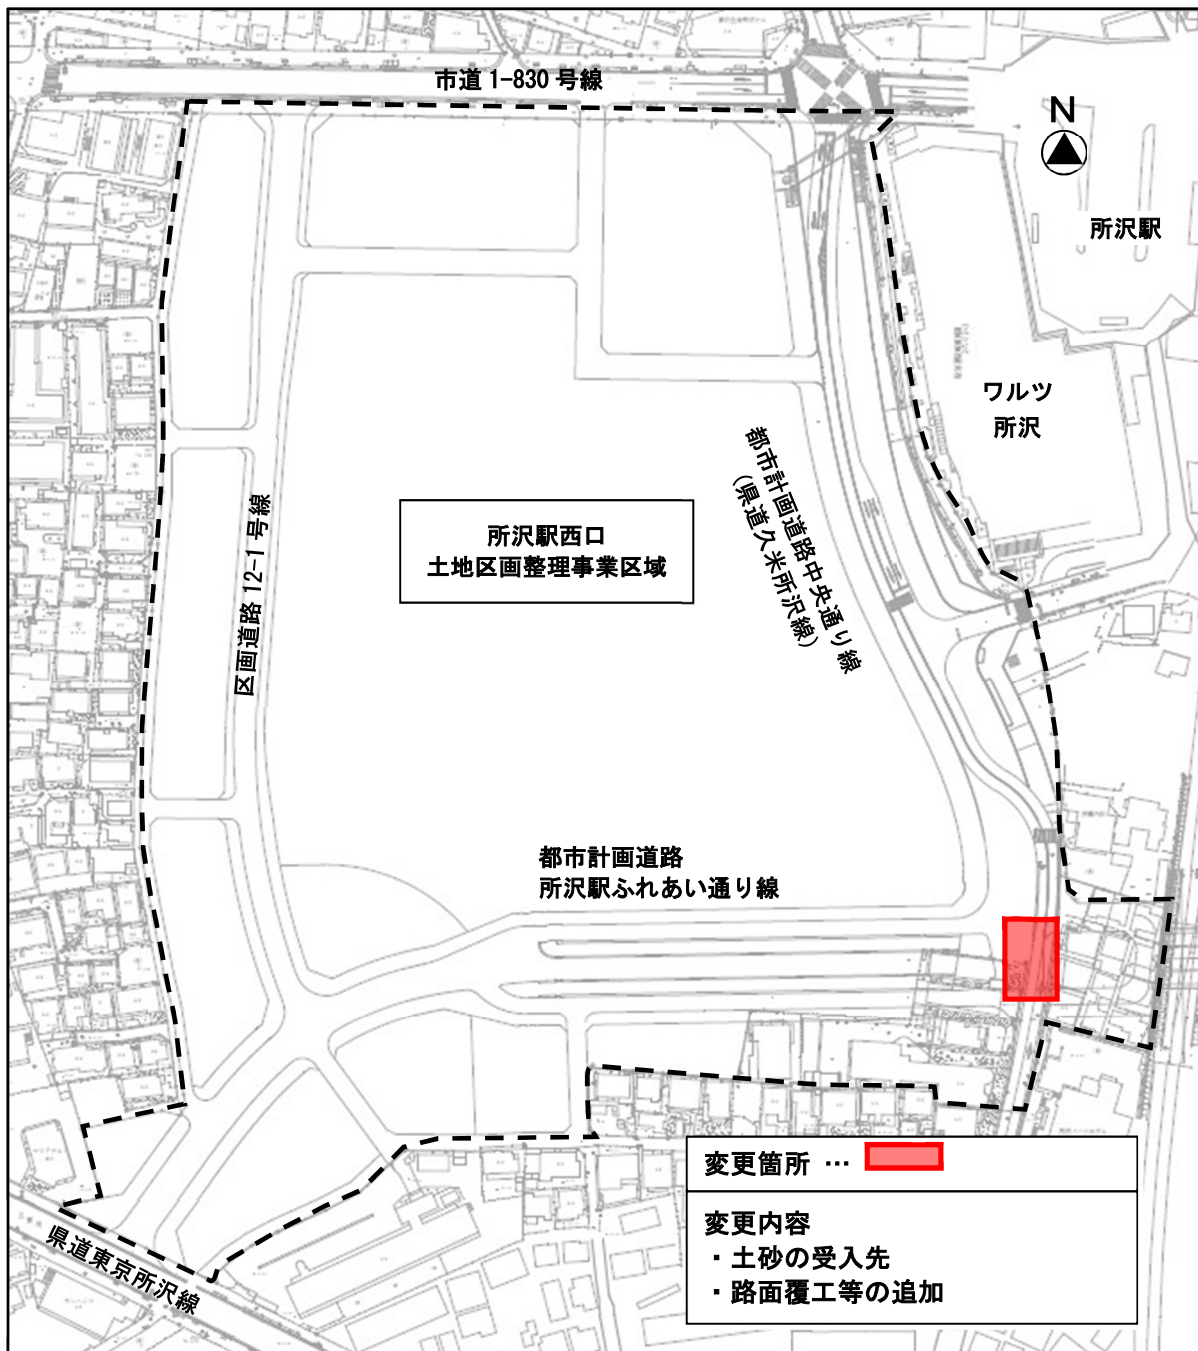 市道 1-830 号線
N
所沢駅
ワルツ
所沢
都市計画道路中央通り線
(県道久米所沢線)
所沢駅西口
土地区画整理事業区域
区画道路 12-1 号線
都市計画道路
所沢駅ふれあい通り線
変更箇所 …
変更内容
・土砂の受入先
・路面覆工等の追加
県道東京所沢線